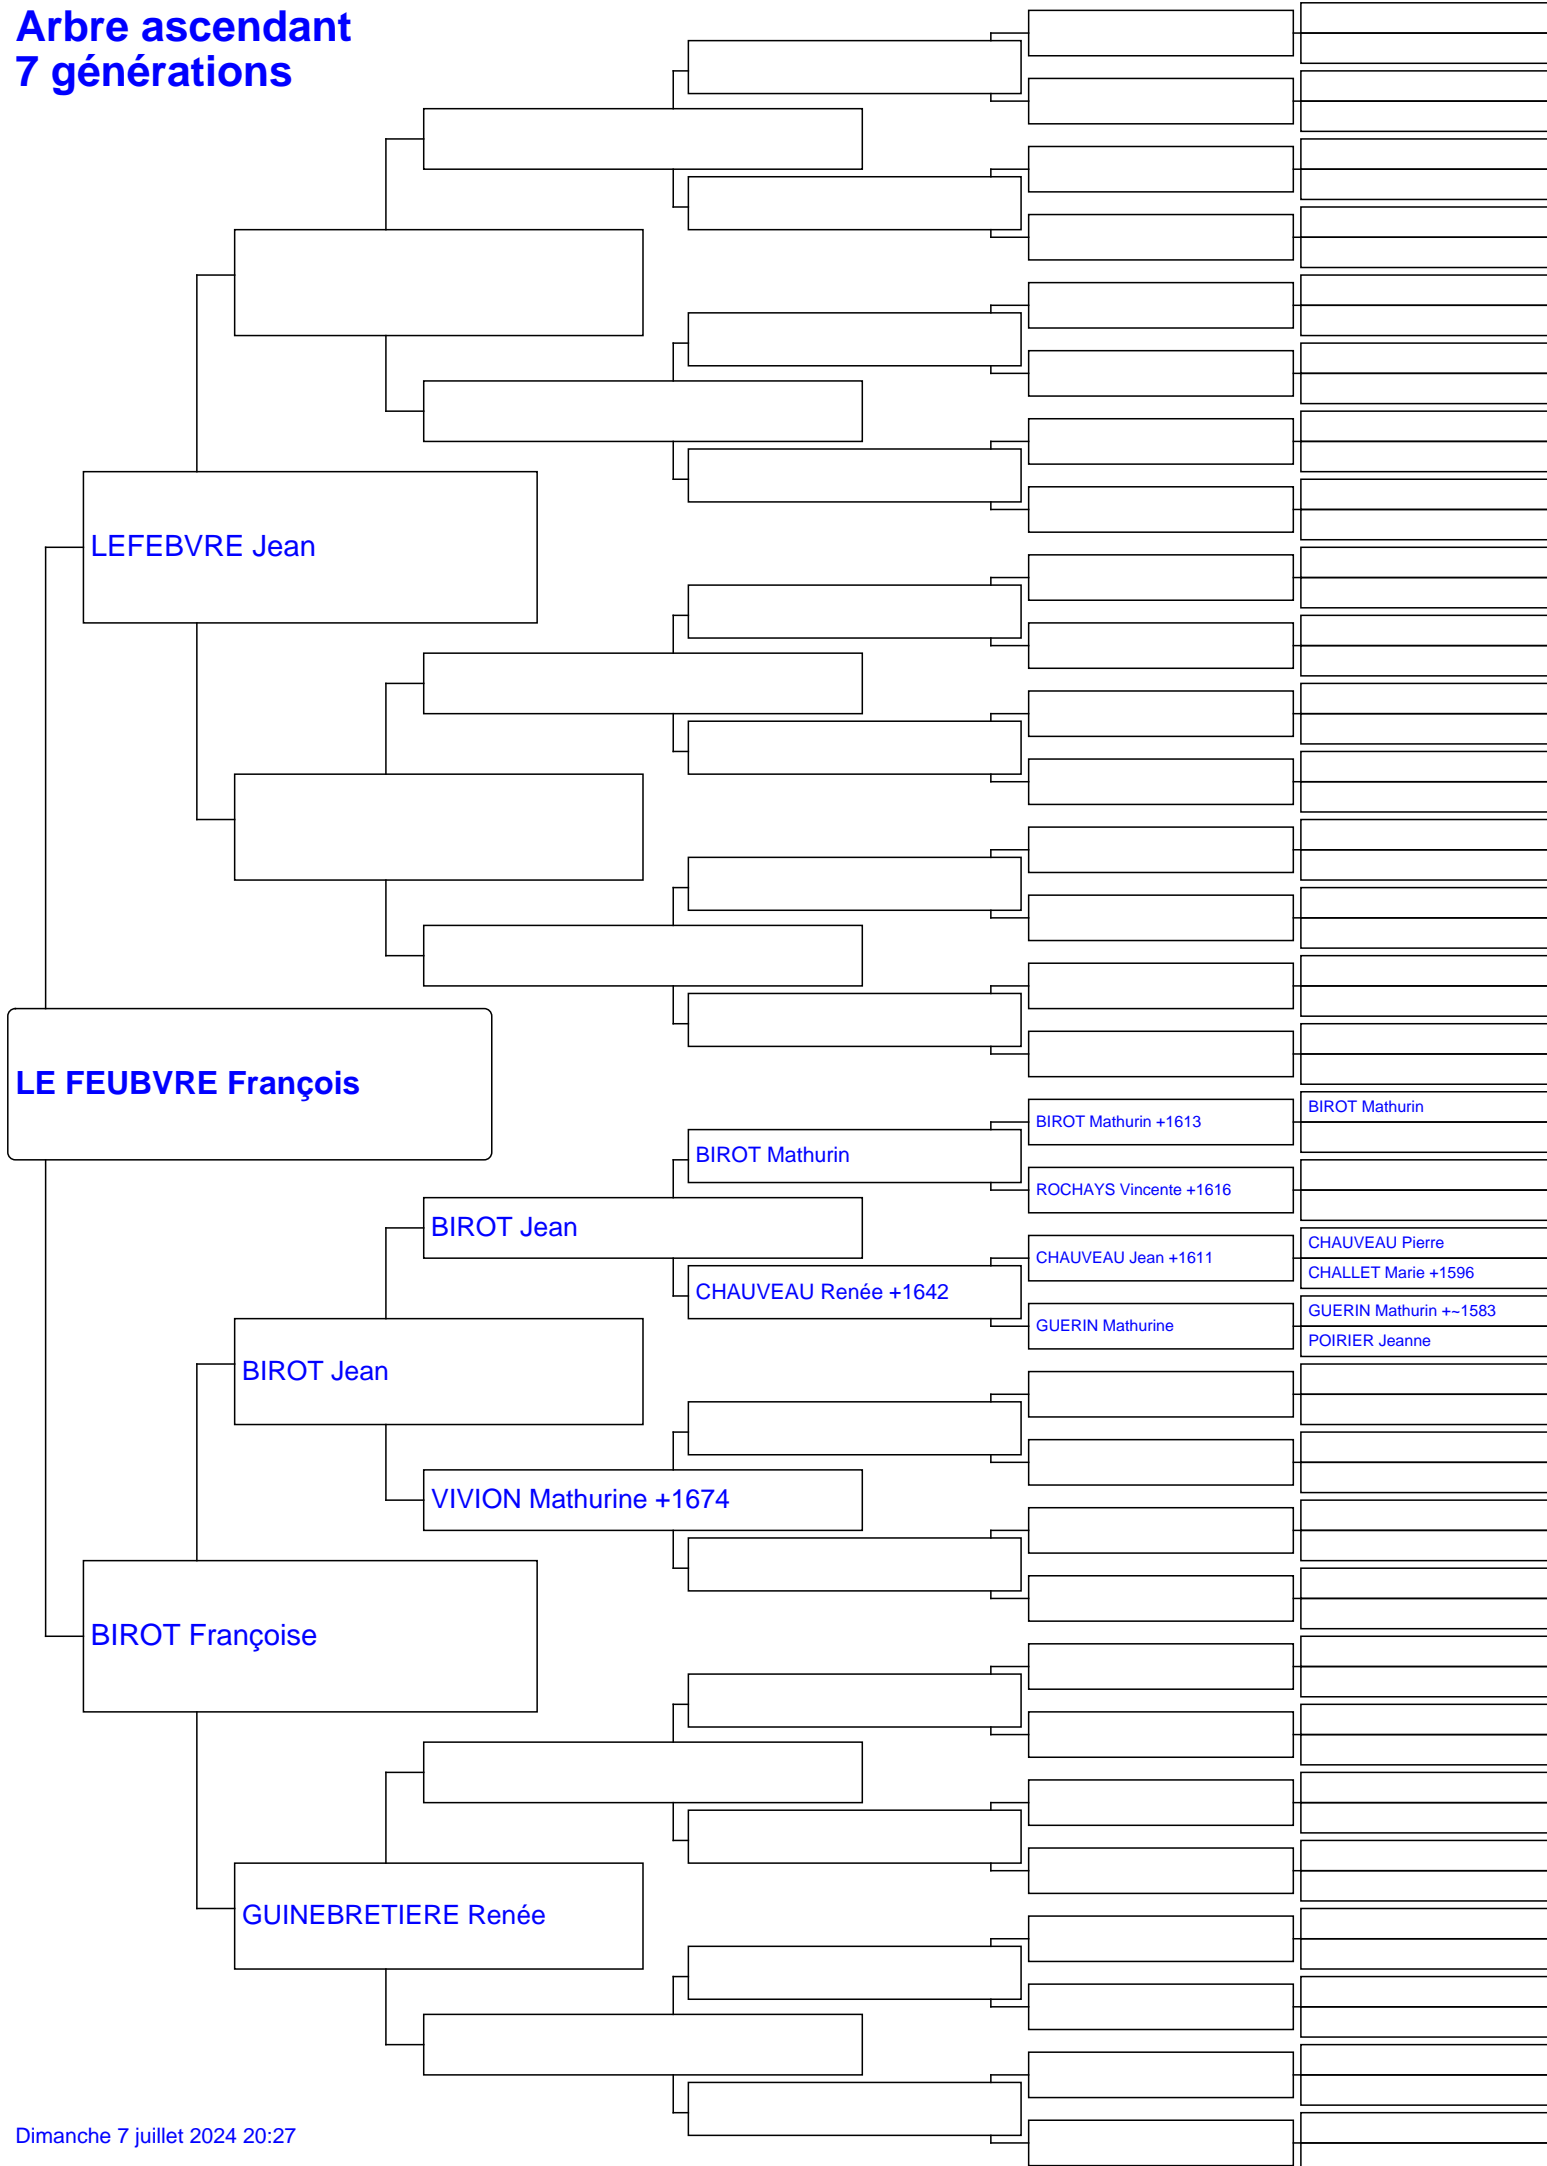 Arbre ascendant
7 générations
LEFEBVRE Jean
LE FEUBVRE François
BIROT Mathurin +1613
BIROT Mathurin
BIROT Mathurin
ROCHAYS Vincente +1616
BIROT Jean
CHAUVEAU Jean +1611
CHAUVEAU Pierre
CHALLET Marie +1596
CHAUVEAU Renée +1642
GUERIN Mathurine
GUERIN Mathurin +~1583
POIRIER Jeanne
BIROT Jean
VIVION Mathurine +1674
BIROT Françoise
GUINEBRETIERE Renée
Dimanche 7 juillet 2024 20:27